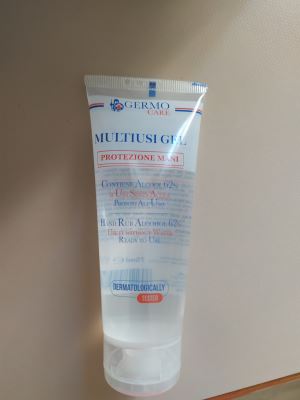 GERMO
CARE
MULTIUSI GEL
PROTEZIONE MANI
CONTIENE ALCOOL 62%
USO SENZA ACQUA
PRONTO ALL'USO
HAND RUB ALCOHOL 62%
USE IT WITHOUT WATER
READY TO USE
DERMATOLOGICALLY
TESTED